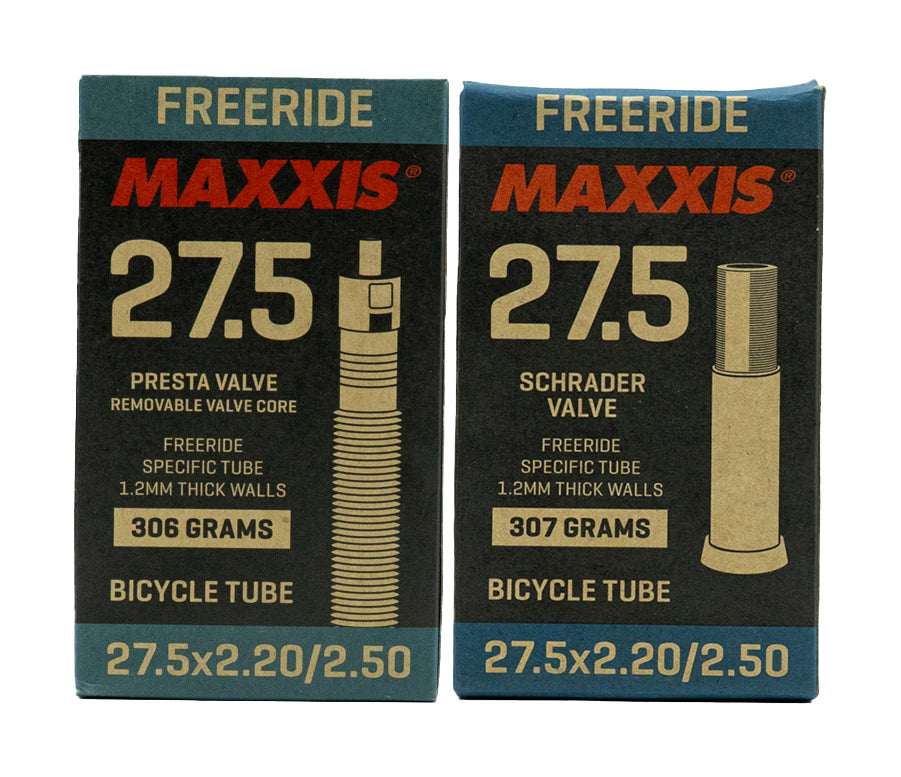 FREERIDE
MAXXIS®
27.5
PRESTA VALVE
REMOVABLE VALVE CORE
FREERIDE
SPECIFIC TUBE
1.2MM THICK WALLS
306 GRAMS
BICYCLE TUBE
27.5x2.20/2.50
FREERIDE
MAXXIS®
27.5
SCHRADER
VALVE
FREERIDE
SPECIFIC TUBE
1.2MM THICK WALLS
307 GRAMS
BICYCLE TUBE
27.5x2.20/2.50